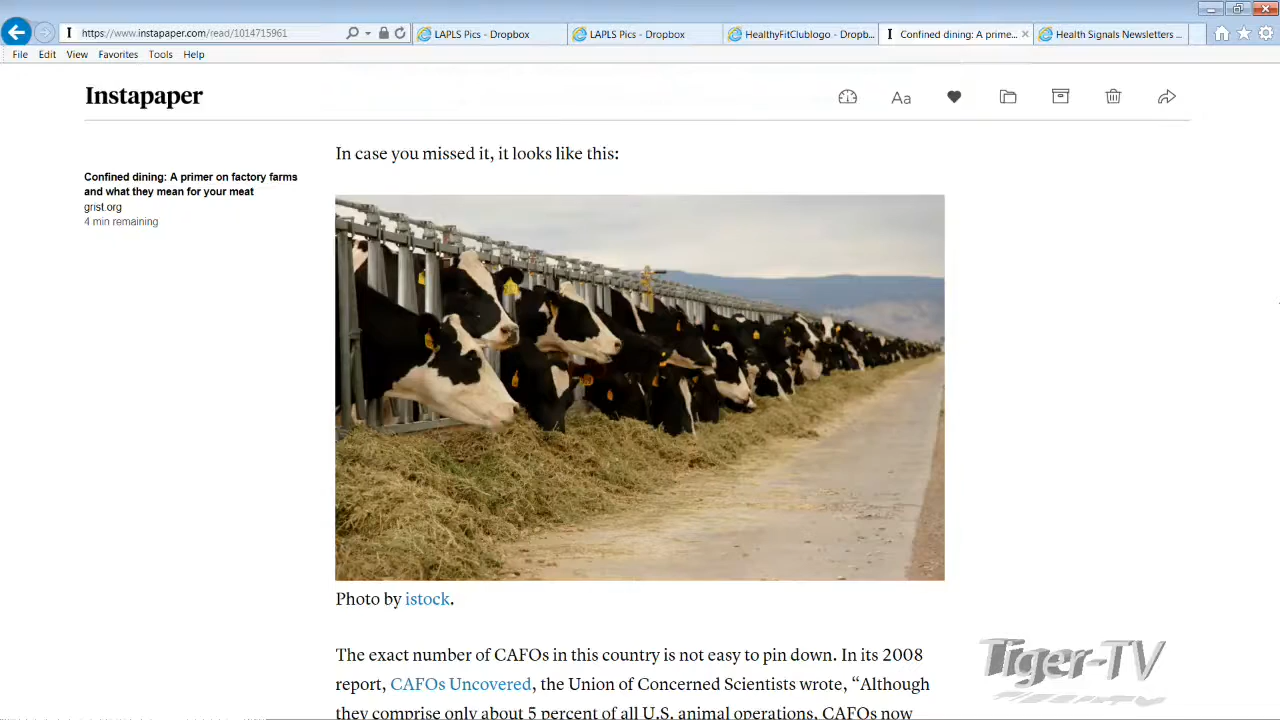 https://www.instapaper.com/read/1014715961
LAPLS Pics - Dropbox
LAPLS Pics - Dropbox
HealthyFitClublogo - Dropb...
Confined dining: A prime...
Health Signals Newsletters ...
File Edit View Favorites Tools Help
Instapaper
Aa
Confined dining: A primer on factory farms
and what they mean for your meat
grist.org
4 min remaining
In case you missed it, it looks like this:
Photo by istock.
The exact number of CAFOs in this country is not easy to pin down. In its 2008
report, CAFOs Uncovered, the Union of Concerned Scientists wrote, “Although
they comprise only about 5 percent of all U.S. animal operations, CAFOs now
Tiger-TV